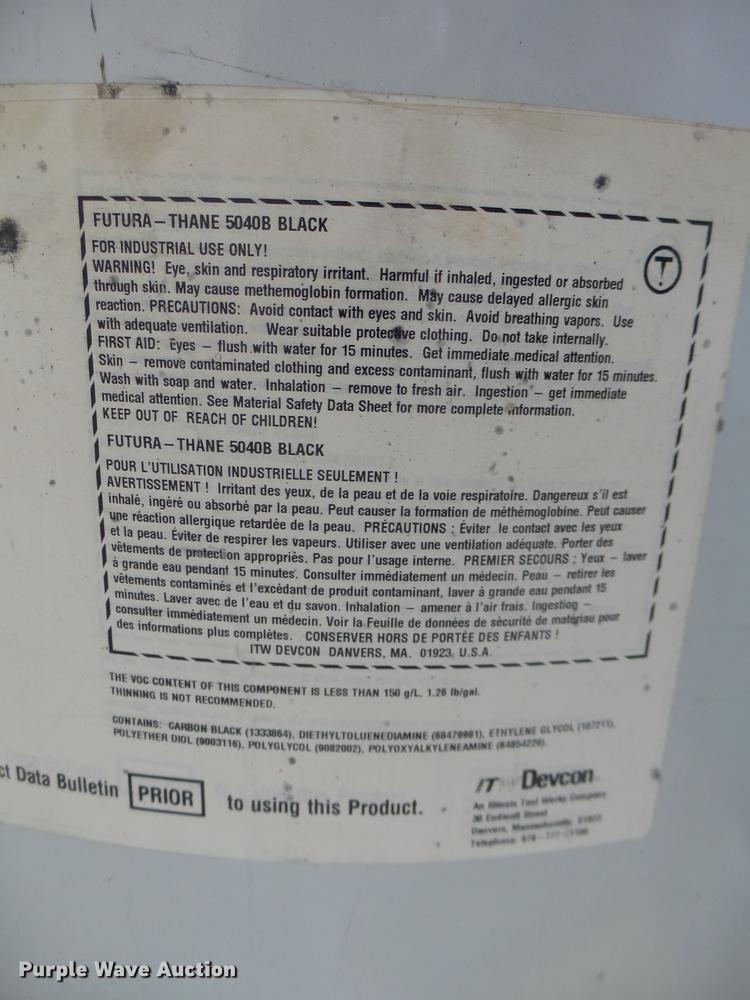 FUTURA-THANE 5040B BLACK
FOR INDUSTRIAL USE ONLY!
WARNING! Eye, skin and respiratory irritant. Harmful if inhaled, ingested or absorbed
through skin. May cause methemoglobin formation. May cause delayed allergic skin
reaction. PRECAUTIONS: Avoid contact with eyes and skin. Avoid breathing vapors. Use
with adequate ventilation. Wear suitable protective clothing. Do not take internally.
FIRST AID: Eyes – flush with water for 15 minutes. Get immediate medical attention.
Skin – remove contaminated clothing and excess contaminant, flush with water for 15 minutes.
Wash with soap and water. Inhalation – remove to fresh air. Ingestion – get immediate
medical attention. See Material Safety Data Sheet for more complete information.
KEEP OUT OF REACH OF CHILDREN!
T
FUTURA-THANE 5040B BLACK
POUR L'UTILISATION INDUSTRIELLE SEULEMENT !
AVERTISSEMENT ! Irritant des yeux, de la peau et de la voie respiratoire. Dangereux s'il est
inhalé, ingéré ou absorbé par la peau. Peut causer la formation de méthémoglobine. Peut causer
une réaction allergique retardée de la peau. PRÉCAUTIONS : Éviter le contact avec les yeux
et la peau. Éviter de respirer les vapeurs. Utiliser avec une ventilation adéquate. Porter des
vêtements de protection appropriés. Pas pour l'usage interne. PREMIER SECOURS : Yeux – laver
à grande eau pendant 15 minutes. Consulter immédiatement un médecin. Peau – retirer les
vêtements contaminés et l'excédant de produit contaminant, laver à grande eau pendant 15
minutes. Laver avec de l'eau et du savon. Inhalation – amener à l'air frais. Ingestion –
consulter immédiatement un médecin. Voir la Feuille de données de sécurité de matériau pour
des informations plus complètes. CONSERVER HORS DE PORTÉE DES ENFANTS !
ITW DEVCON DANVERS, MA. 01923 U.S.A.
THE VOC CONTENT OF THIS COMPONENT IS LESS THAN 150 g/L, 1.26 lb/gal.
THINNING IS NOT RECOMMENDED.
CONTAINS: CARBON BLACK (1333864), DIETHYLTOLUENEDIAMINE (68479981), ETHYLENE GLYCOL (107211),
POLYETHER DIOL (9003116), POLYGLYCOL (9082002), POLYOXYALKYLENEAMINE
ct Data Bulletin PRIOR to using this Product.
Devcon
An Illinois Tool Works Company
30 Endicott Street
Danvers, Massachusetts 01923
Telephone:
Purple Wave Auction